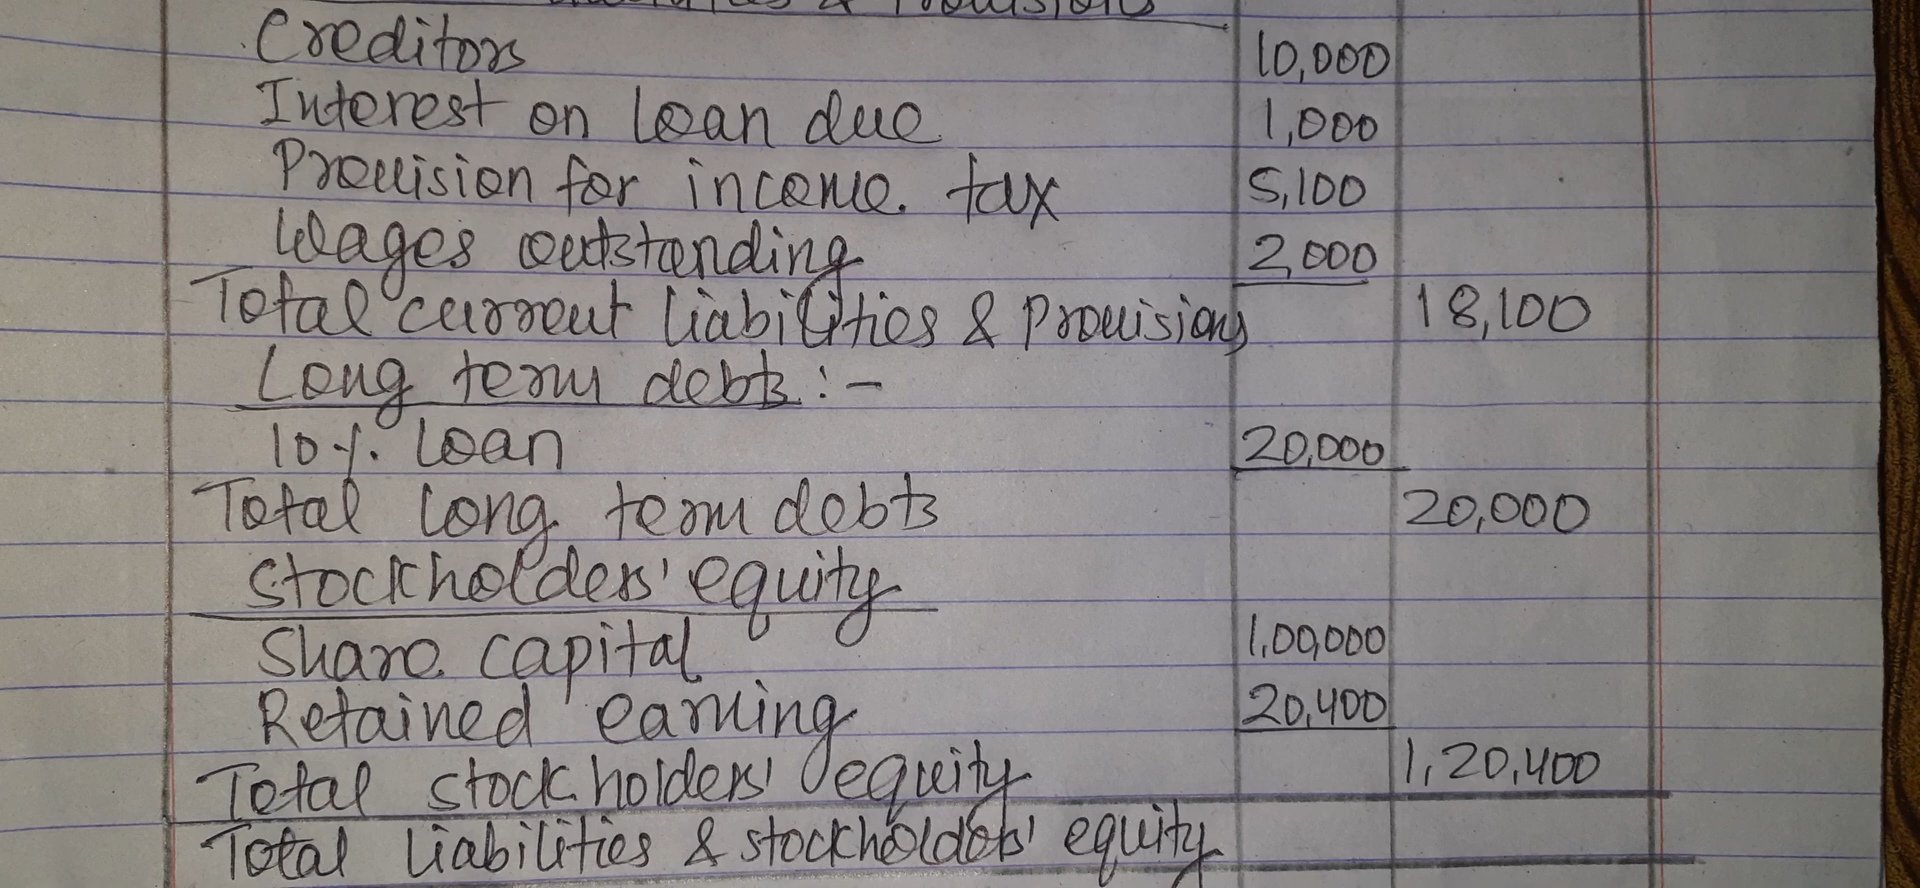 & Provisions
Creditors 10,000
Interest on loan due 1,000
Provision for income tax 5,100
Wages outstanding 2,000
Total current liabilities & Provisions 18,100
Long term debts :-
10%. Loan 20,000
Total long term debts 20,000
Stockholders' equity
Share capital 1,00,000
Retained earning 20,400
Total stockholders' equity 1,20,400
Total liabilities & stockholders' equity